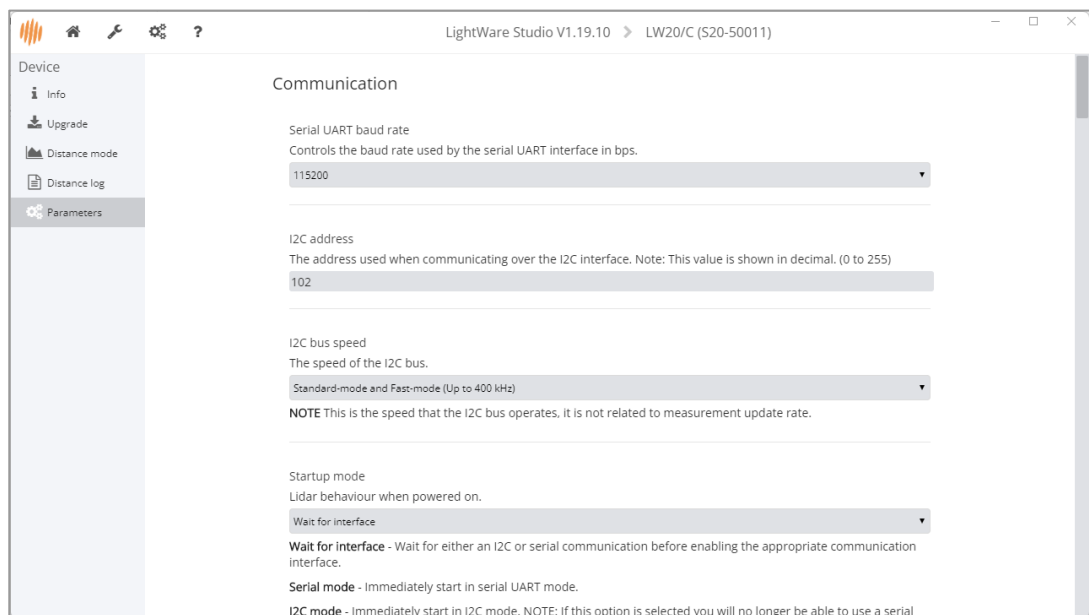 LightWare Studio V1.19.10 > LW20/C (S20-50011)
Device
Info
Upgrade
Distance mode
Distance log
Parameters
Communication
Serial UART baud rate
Controls the baud rate used by the serial UART interface in bps.
115200
I2C address
The address used when communicating over the I2C interface. Note: This value is shown in decimal. (0 to 255)
102
I2C bus speed
The speed of the I2C bus.
Standard-mode and Fast-mode (Up to 400 kHz)
NOTE This is the speed that the I2C bus operates, it is not related to measurement update rate.
Startup mode
Lidar behaviour when powered on.
Wait for interface
Wait for interface - Wait for either an I2C or serial communication before enabling the appropriate communication
interface.
Serial mode - Immediately start in serial UART mode.
I2C mode - Immediately start in I2C mode. NOTE: If this option is selected you will no longer be able to use a serial